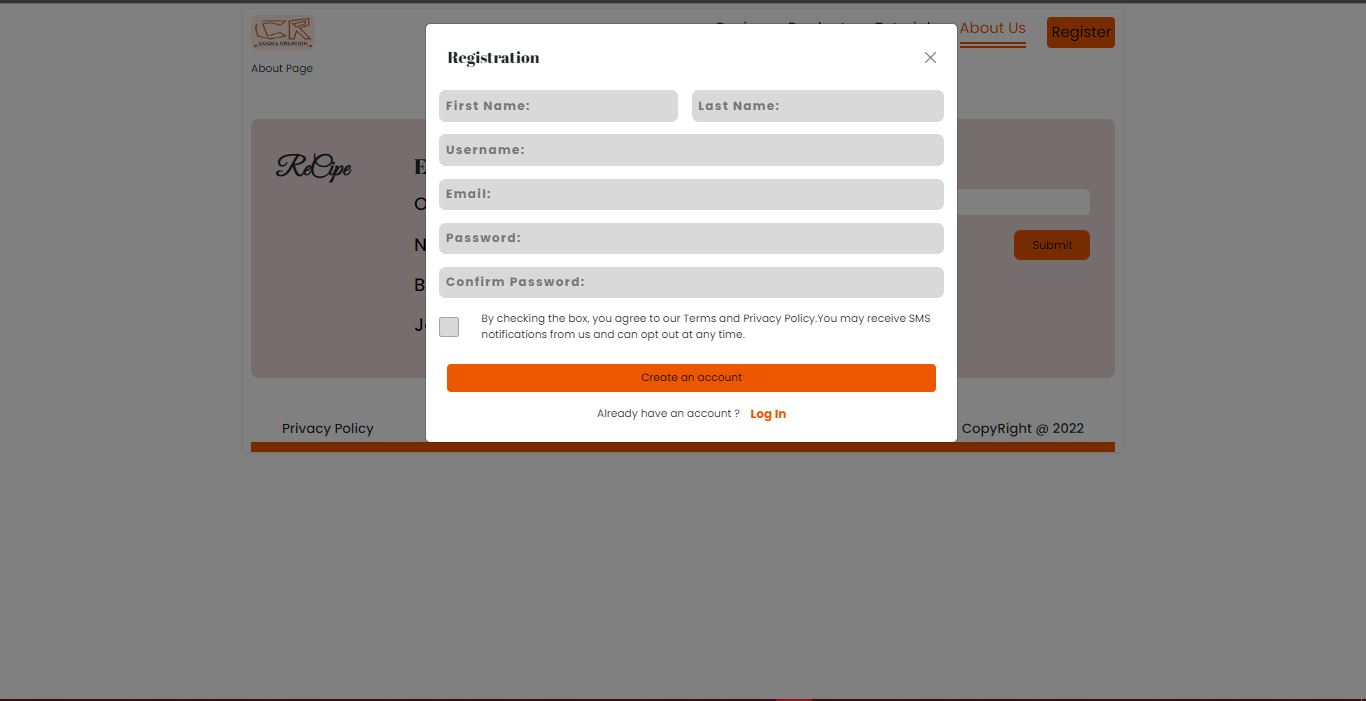 CR
COOK & CREATION
About Us
Register
About Page
Registration
First Name:
Last Name:
Username:
Email:
Password:
Confirm Password:
By checking the box, you agree to our Terms and Privacy Policy.You may receive SMS
notifications from us and can opt out at any time.
Create an account
Already have an account ? Log In
ReCipe
E
O
N
B
Submit
Privacy Policy
CopyRight @ 2022